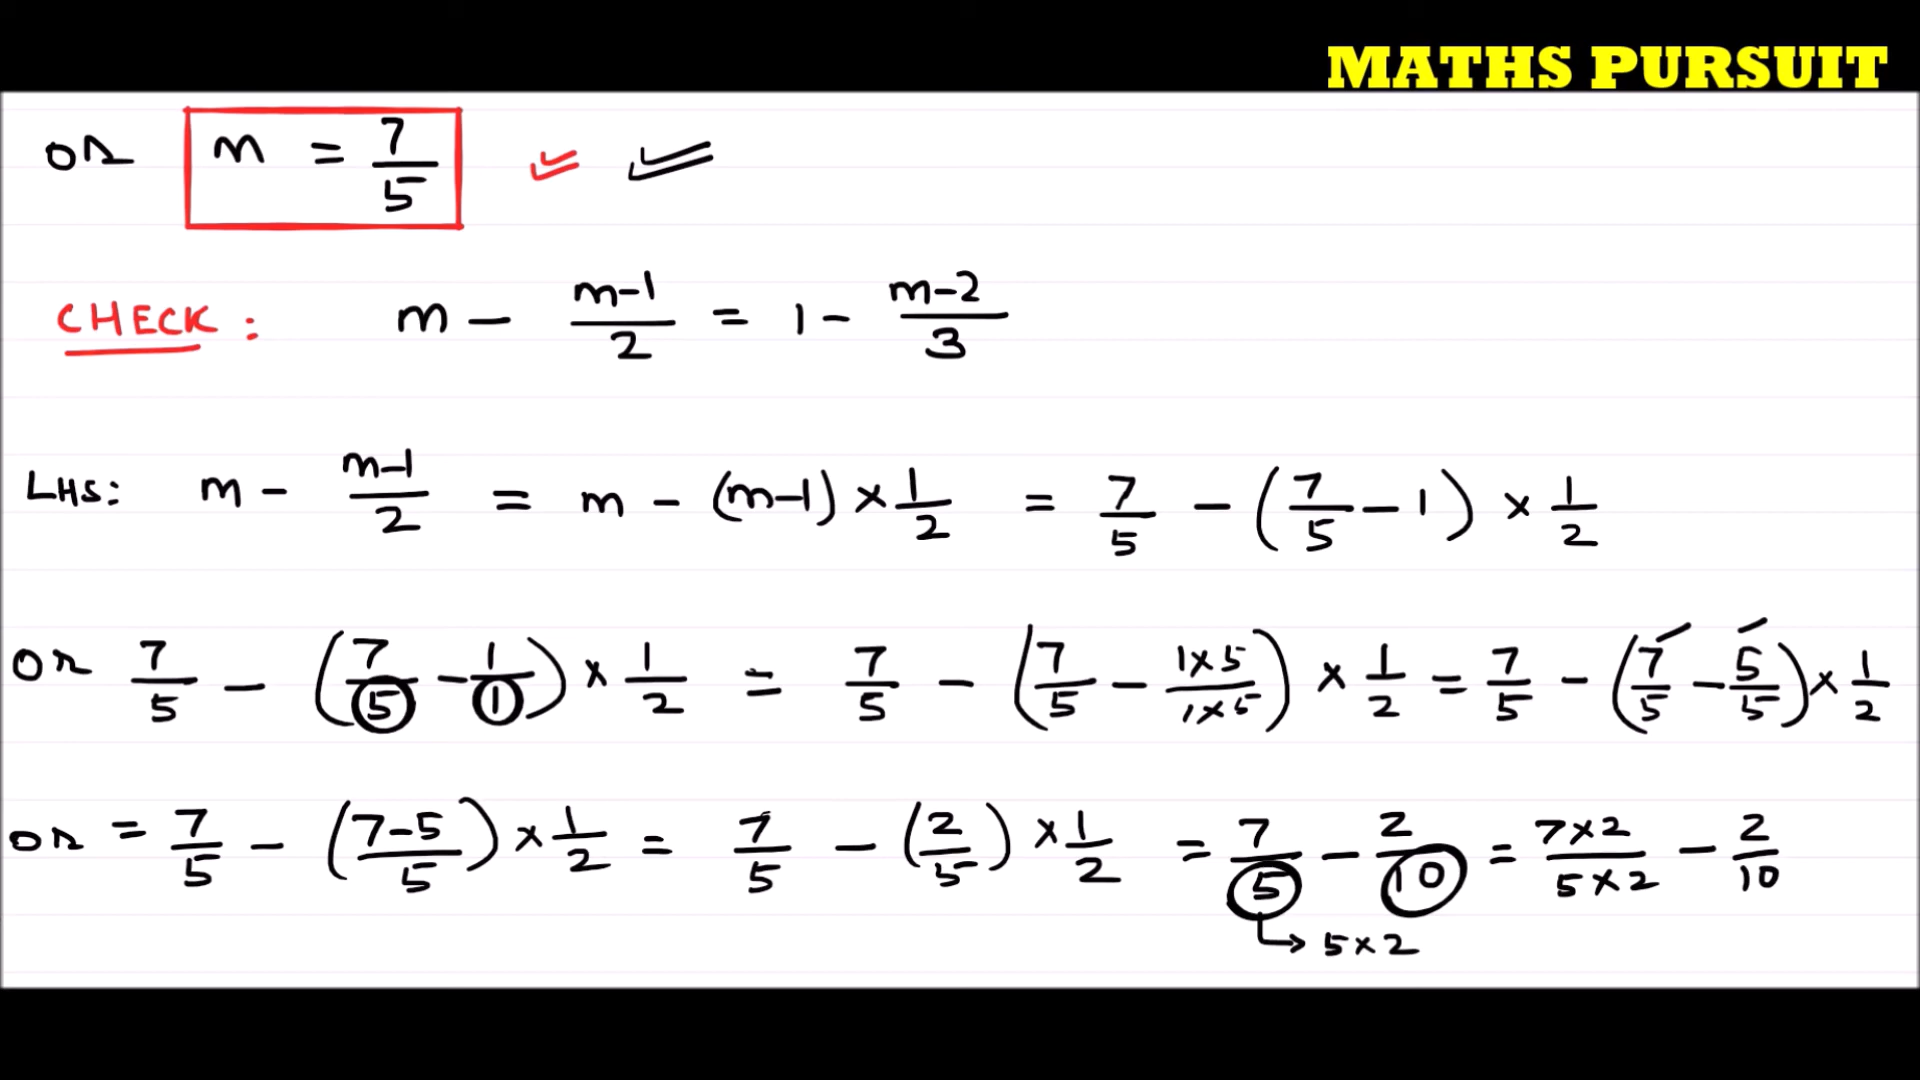 MATHS PURSUIT
or m = 7/5
CHECK: m - (m-1)/2 = 1 - (m-2)/3
LHS: m - (m-1)/2 = m - (m-1) × 1/2 = 7/5 - (7/5 - 1) × 1/2
or 7/5 - (7/5 - 1/1) × 1/2 = 7/5 - (7/5 - (1×5)/(1×5)) × 1/2 = 7/5 - (7/5 - 5/5) × 1/2
or = 7/5 - ((7-5)/5) × 1/2 = 7/5 - (2/5) × 1/2 = 7/5 - 2/10 = (7×2)/(5×2) - 2/10
→ 5×2